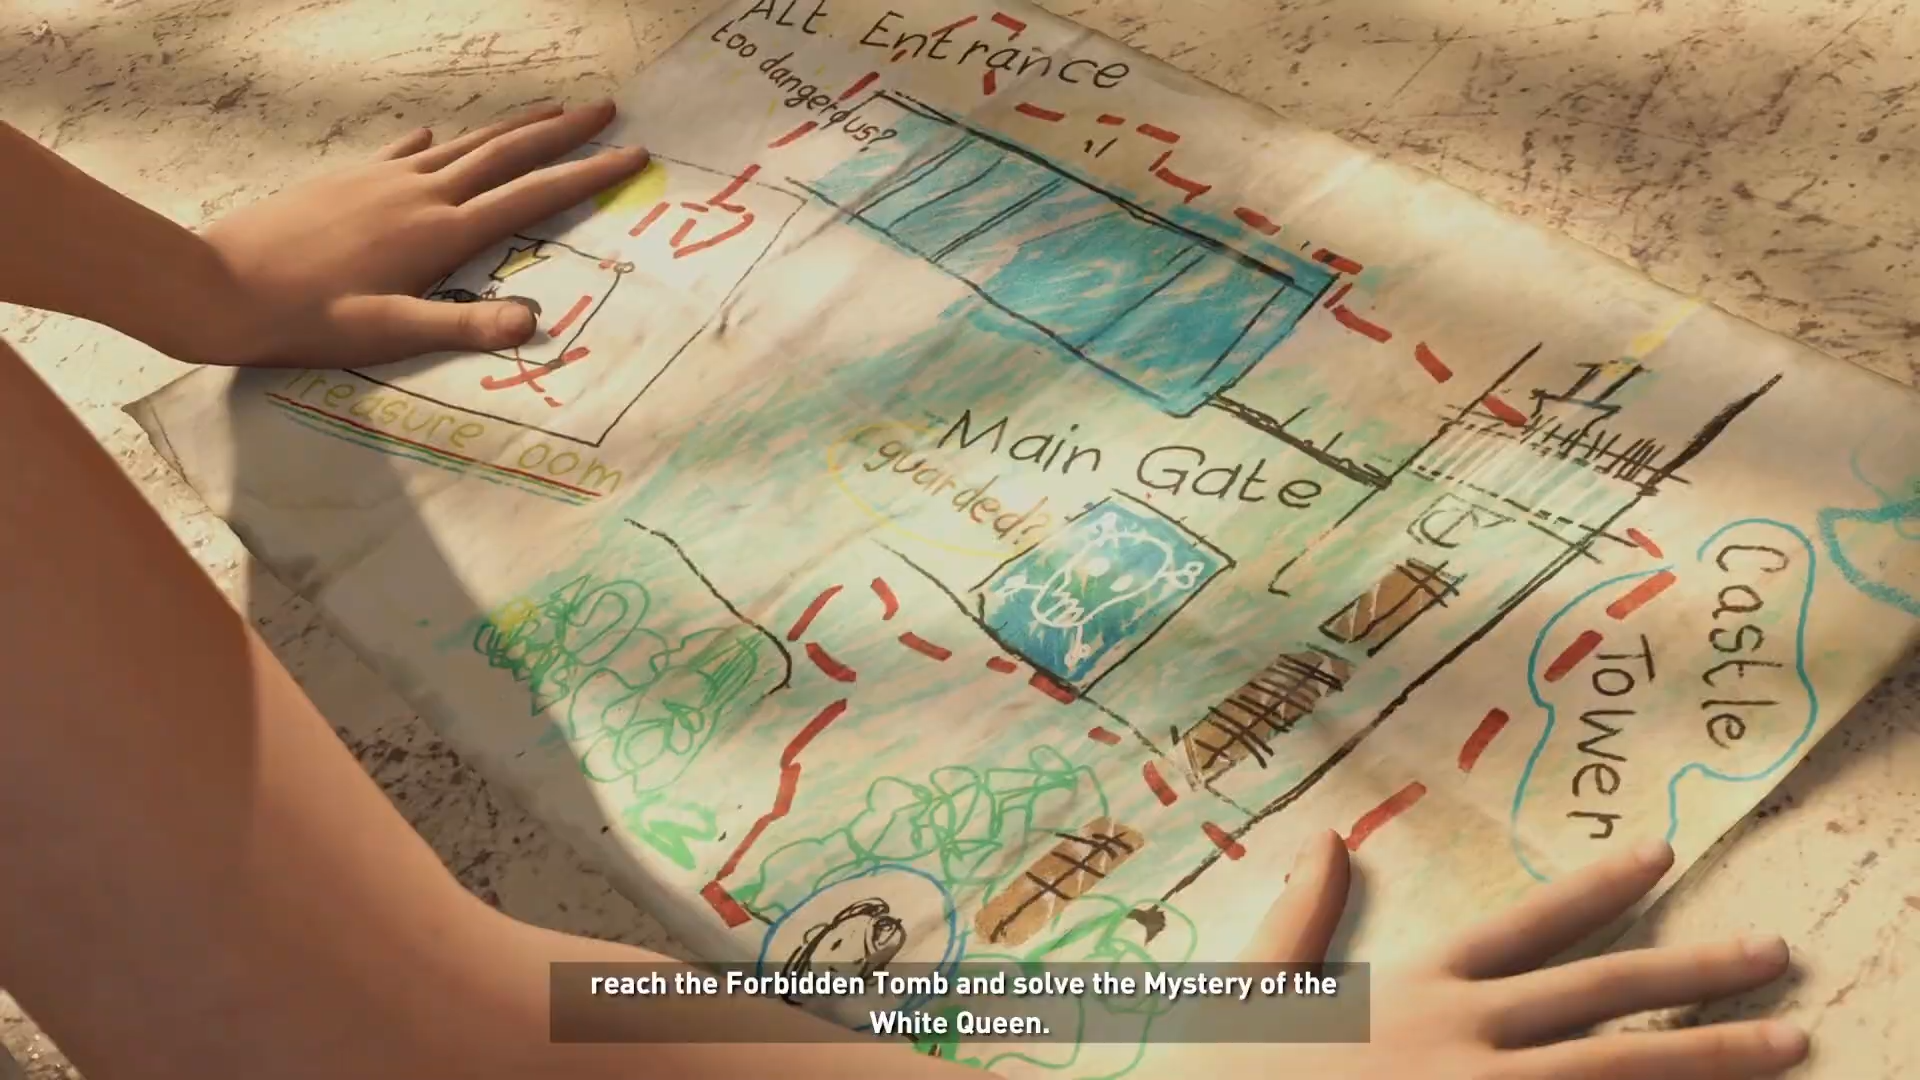 ALt. Entrance
too dangerous?
Main Gate
guarded?
Treasure room
Castle
Tower
reach the Forbidden Tomb and solve the Mystery of the
White Queen.